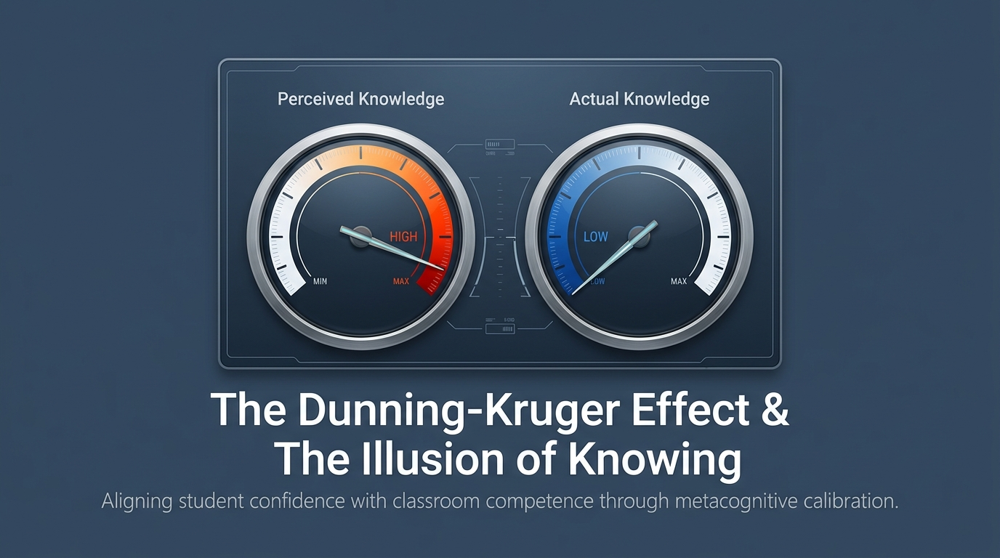 Perceived Knowledge
Actual Knowledge
HIGH
MIN
MAX
LOW
LOW
MAX
The Dunning-Kruger Effect &
The Illusion of Knowing
Aligning student confidence with classroom competence through metacognitive calibration.